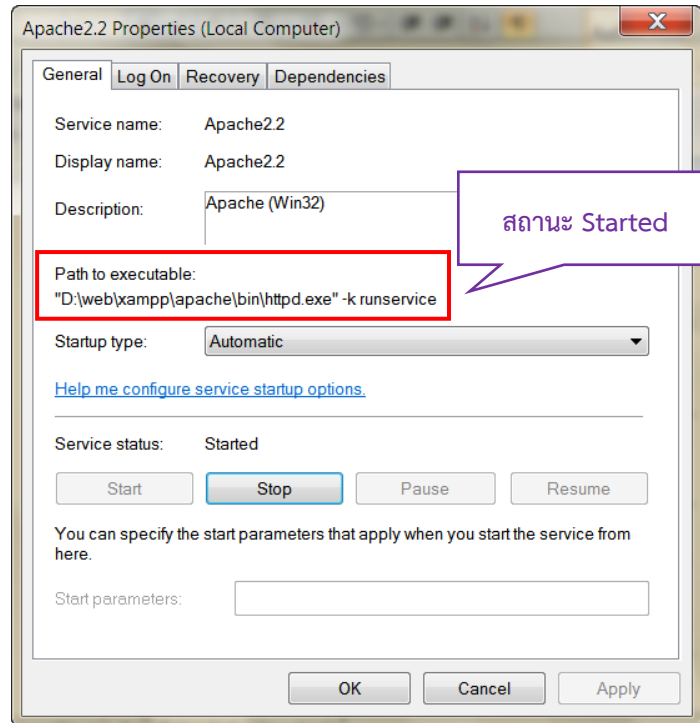 Apache2.2 Properties (Local Computer)
General Log On Recovery Dependencies
Service name: Apache2.2
Display name: Apache2.2
Description: Apache (Win32)
สถานะ Started
Path to executable:
"D:\web\xampp\apache\bin\httpd.exe" -k runservice
Startup type: Automatic
Help me configure service startup options.
Service status: Started
Start Stop Pause Resume
You can specify the start parameters that apply when you start the service from
here.
Start parameters:
OK Cancel Apply